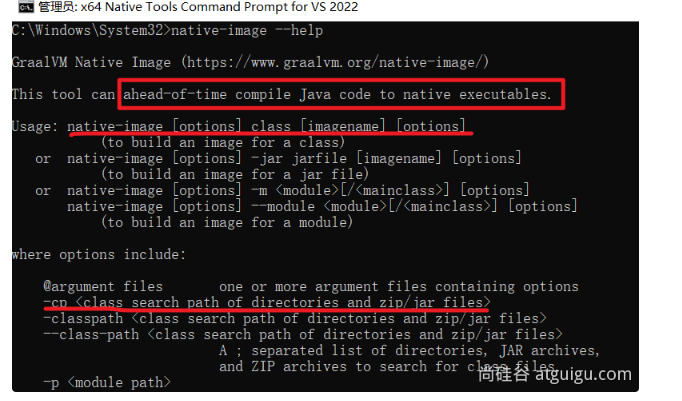 管理员: x64 Native Tools Command Prompt for VS 2022
C:\Windows\System32>native-image --help
GraalVM Native Image (https://www.graalvm.org/native-image/)
This tool can ahead-of-time compile Java code to native executables.
Usage: native-image [options] class [imagename] [options]
(to build an image for a class)
or native-image [options] -jar jarfile [imagename] [options]
(to build an image for a jar file)
or native-image [options] -m <module>[/<mainclass>] [options]
native-image [options] --module <module>[/<mainclass>] [options]
(to build an image for a module)
where options include:
@argument files one or more argument files containing options
-cp <class search path of directories and zip/jar files>
-classpath <class search path of directories and zip/jar files>
--class-path <class search path of directories and zip/jar files>
A ; separated list of directories, JAR archives,
and ZIP archives to search for class files.
-p <module path>
尚硅谷 atguigu.com